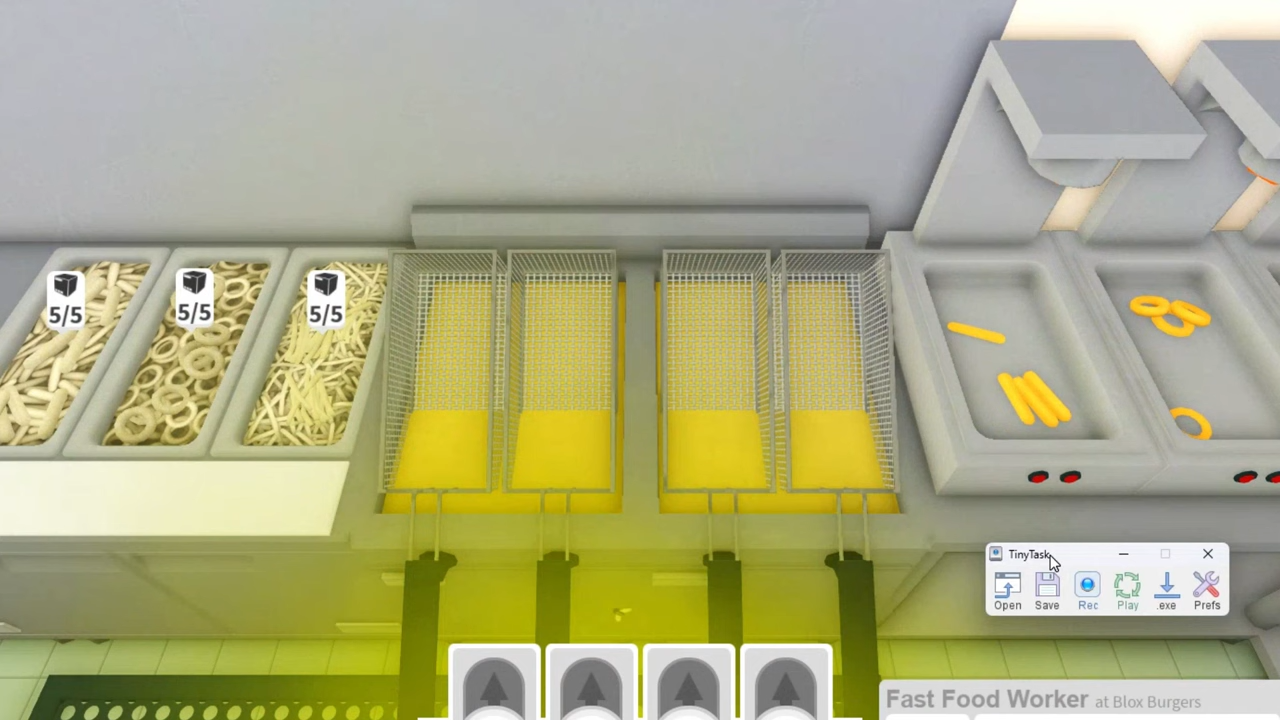 5/5
5/5
5/5
TinyTask
Open Save Rec Play .exe Prefs
Fast Food Worker at Blox Burgers